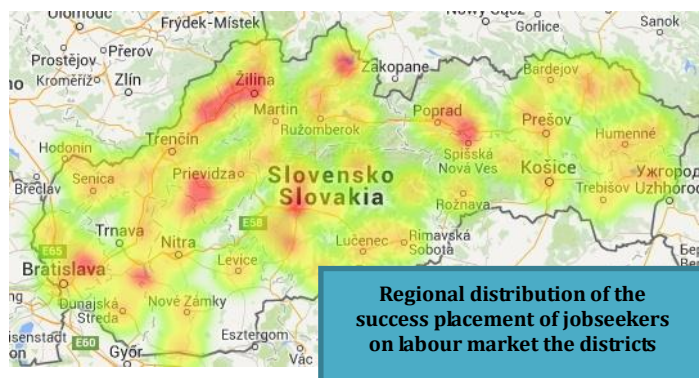 Olomouc
Frýdek-Místek
Nowy Sącz
Gorlice
Sanok
Prostějov
Přerov
Kroměříž
Zlín
Žilina
Zakopane
Bardejov
Martin
Poprad
Prešov
Ružomberok
Humenné
Trenčín
Hodonín
Spišská
Nová Ves
Košice
Ужгород
Uzhhorod
Břeclav
Senica
Prievidza
Slovensko
Slovakia
Trebišov
Rožňava
Trnava
E58
Nitra
E65
Lučenec
Rimavská
Sobota
Levice
Bratislava
Dunajská
Streda
Nové Zámky
Eisenstadt
E60
Győr
Esztergom
Vác
Regional distribution of the
success placement of jobseekers
on labour market the districts